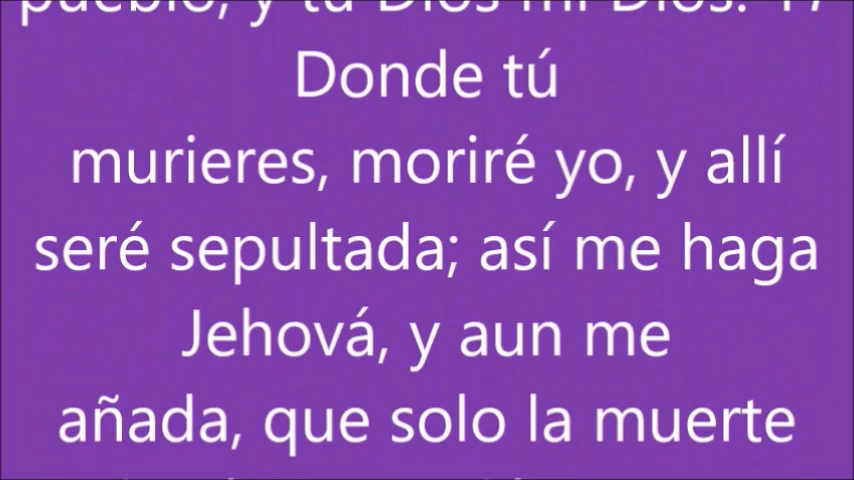 pueblo, y tu Dios mi Dios. 17
Donde tú
murieres, moriré yo, y allí
seré sepultada; así me haga
Jehová, y aun me
añada, que solo la muerte